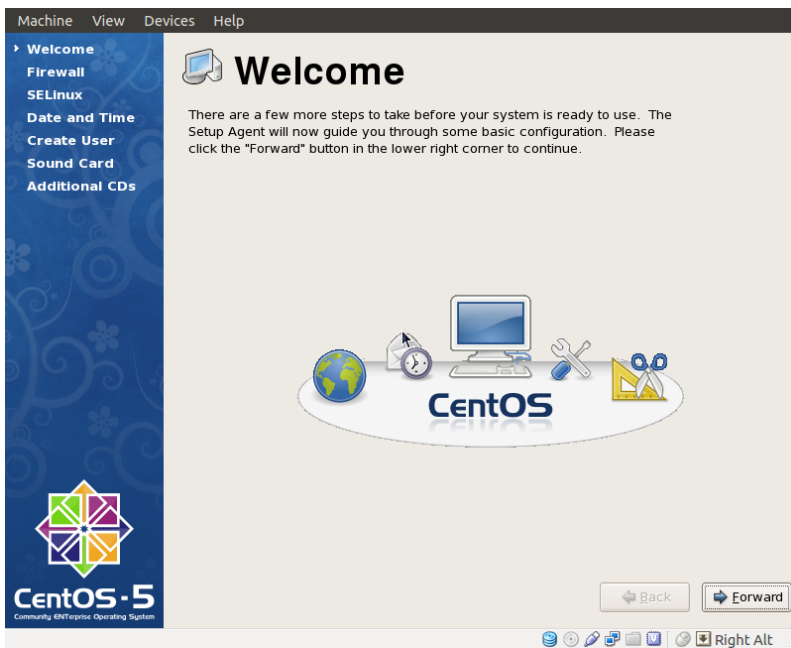 Machine View Devices Help
Welcome
Firewall
SELinux
Date and Time
Create User
Sound Card
Additional CDs
Welcome
There are a few more steps to take before your system is ready to use. The
Setup Agent will now guide you through some basic configuration. Please
click the "Forward" button in the lower right corner to continue.
CentOS
CentOS-5
Community ENTerprise Operating System
Back
Forward
Right Alt